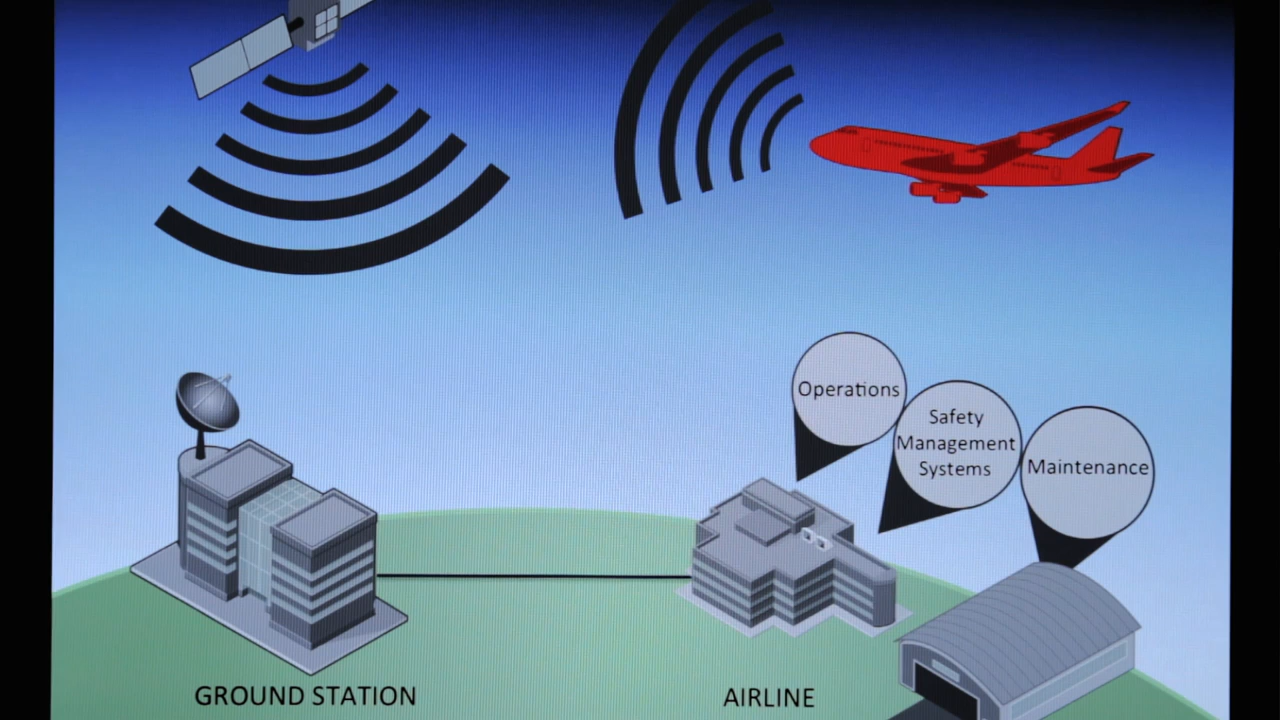 Operations
Safety
Management
Systems
Maintenance
GROUND STATION
AIRLINE